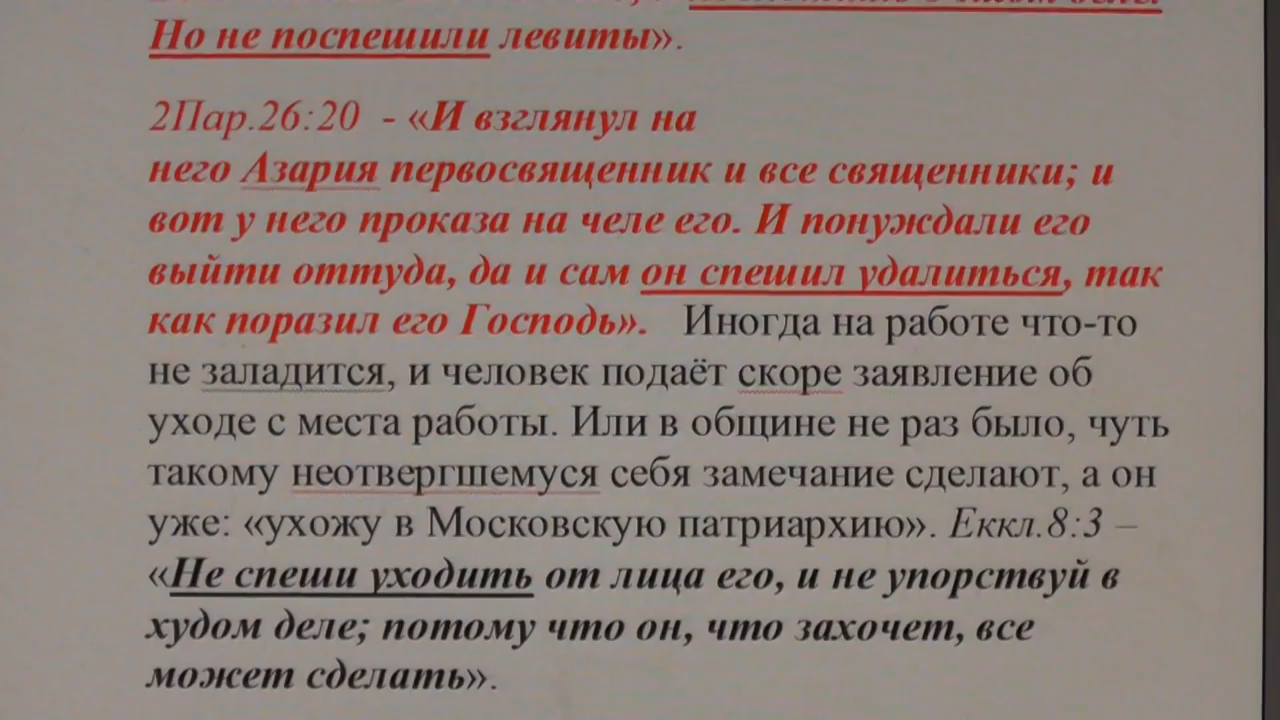 Но не поспешили левиты».
2Пар.26:20 - «И взглянул на
него Азария первосвященник и все священники; и
вот у него проказа на челе его. И понуждали его
выйти оттуда, да и сам он спешил удалиться, так
как поразил его Господь». Иногда на работе что-то
не заладится, и человек подаёт скоре заявление об
уходе с места работы. Или в общине не раз было, чуть
такому неотвергшемуся себя замечание сделают, а он
уже: «ухожу в Московскую патриархию». Еккл.8:3 –
«Не спеши уходить от лица его, и не упорствуй в
худом деле; потому что он, что захочет, все
может сделать».